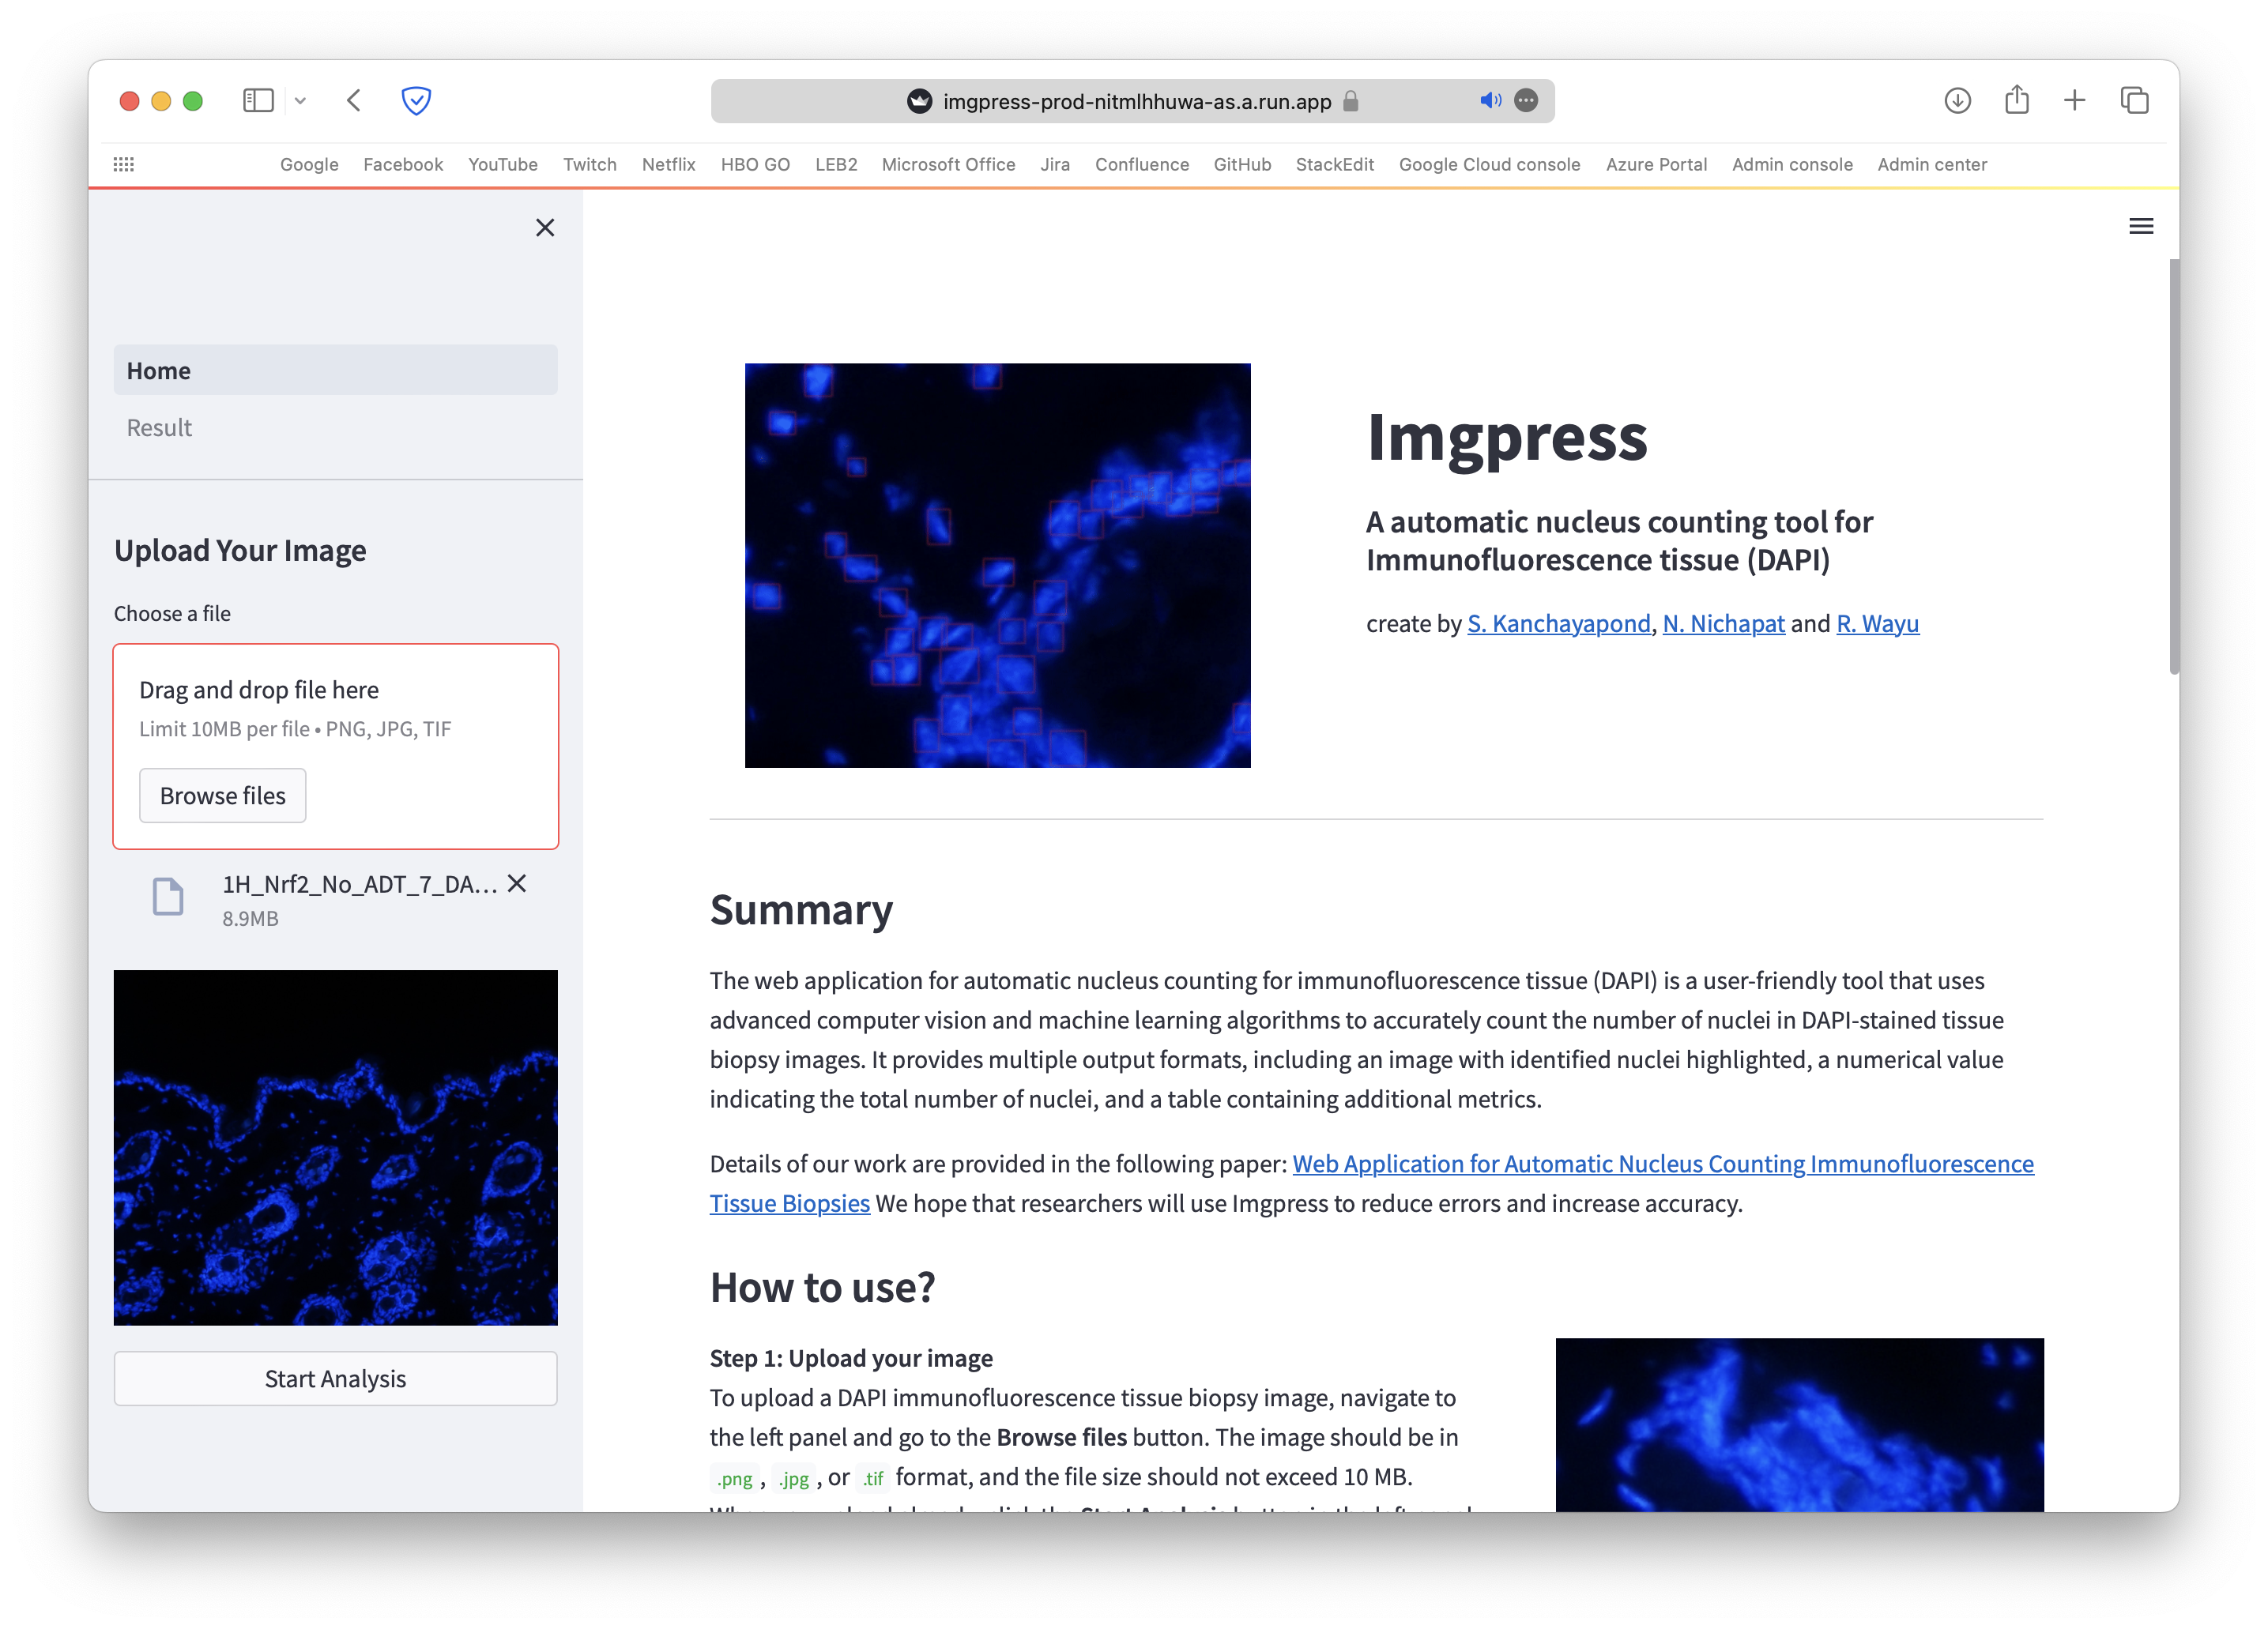 imgpress-prod-nitmlhhuwa-as.a.run.app
Google Facebook YouTube Twitch Netflix HBO GO LEB2 Microsoft Office Jira Confluence GitHub StackEdit Google Cloud console Azure Portal Admin console Admin center
Home
Result
Upload Your Image
Choose a file
Drag and drop file here
Limit 10MB per file • PNG, JPG, TIF
Browse files
1H_Nrf2_No_ADT_7_DA...
8.9MB
Start Analysis
Imgpress
A automatic nucleus counting tool for
Immunofluorescence tissue (DAPI)
create by S. Kanchayapond, N. Nichapat and R. Wayu
Summary
The web application for automatic nucleus counting for immunofluorescence tissue (DAPI) is a user-friendly tool that uses
advanced computer vision and machine learning algorithms to accurately count the number of nuclei in DAPI-stained tissue
biopsy images. It provides multiple output formats, including an image with identified nuclei highlighted, a numerical value
indicating the total number of nuclei, and a table containing additional metrics.
Details of our work are provided in the following paper: Web Application for Automatic Nucleus Counting Immunofluorescence
Tissue Biopsies We hope that researchers will use Imgpress to reduce errors and increase accuracy.
How to use?
Step 1: Upload your image
To upload a DAPI immunofluorescence tissue biopsy image, navigate to
the left panel and go to the Browse files button. The image should be in
.png , .jpg , or .tif format, and the file size should not exceed 10 MB.